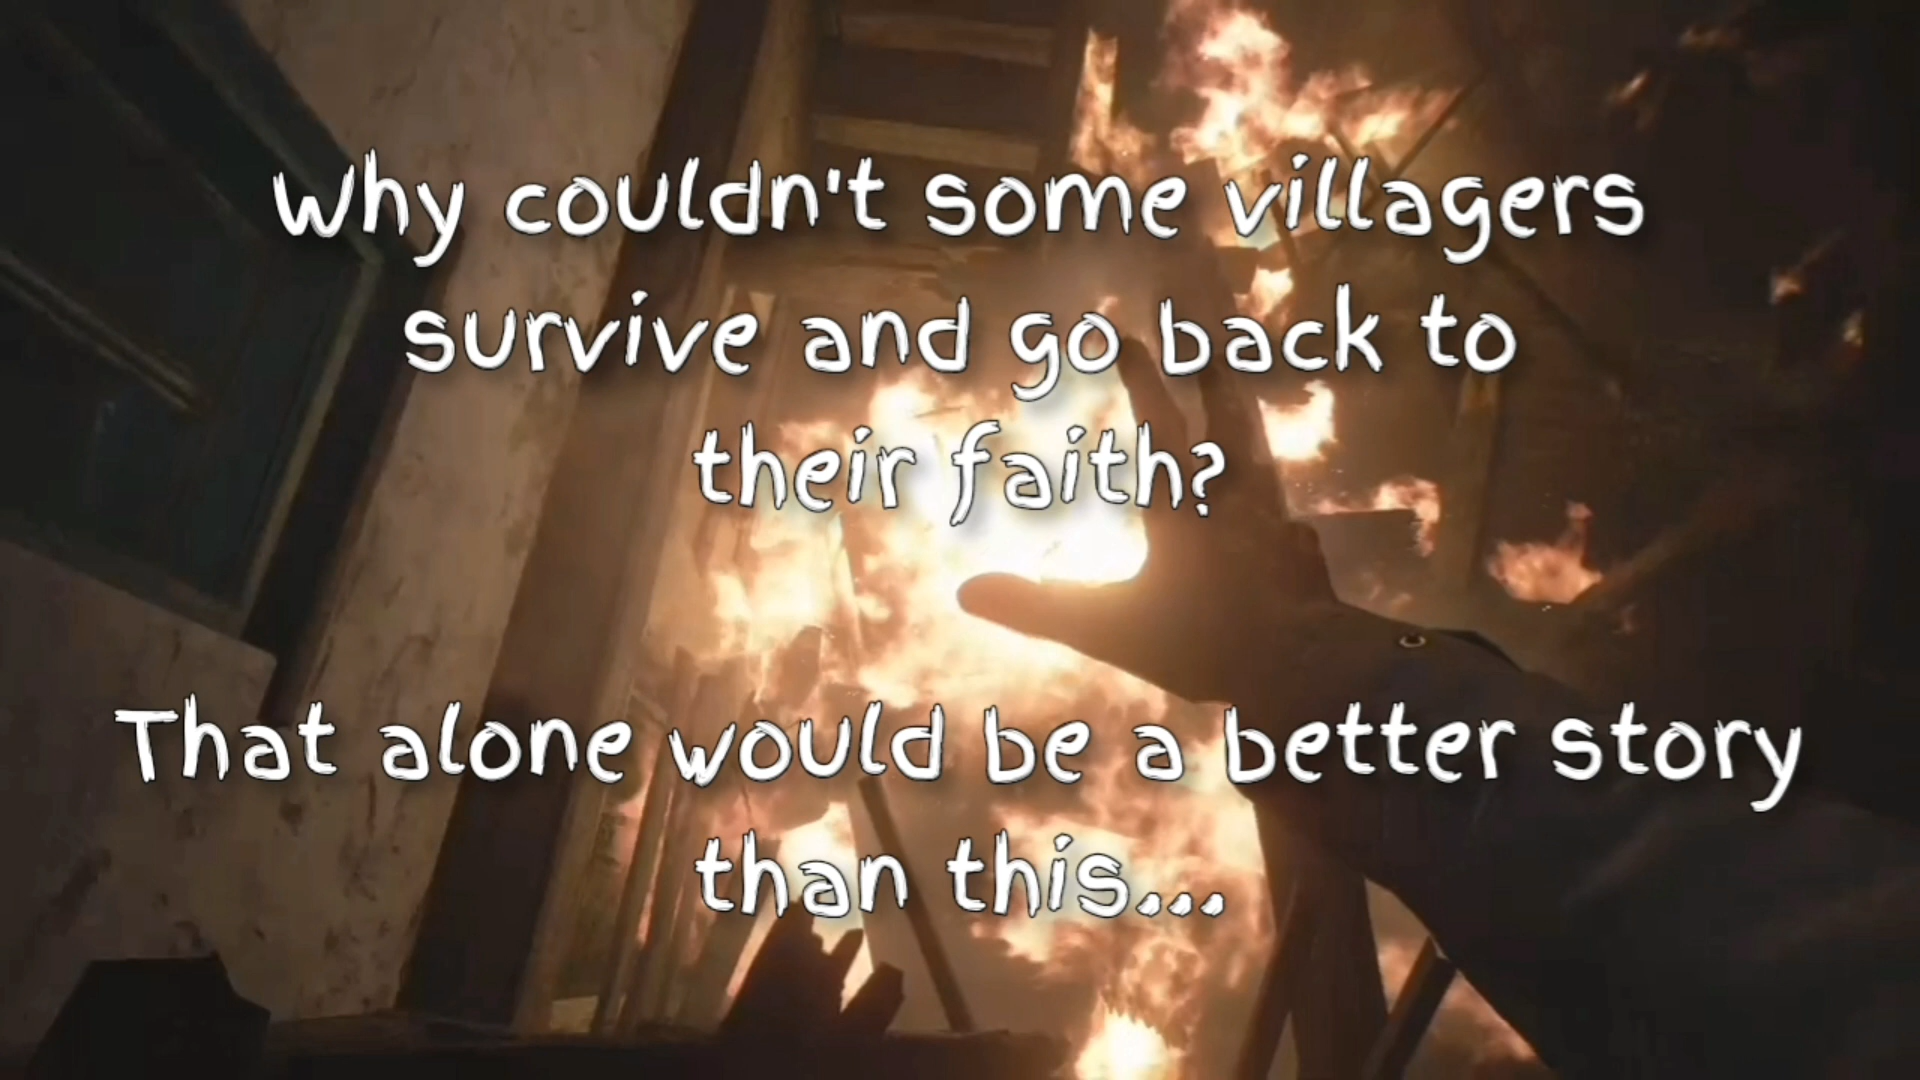 Why couldn't some villagers
survive and go back to
their faith?
That alone would be a better story
than this...